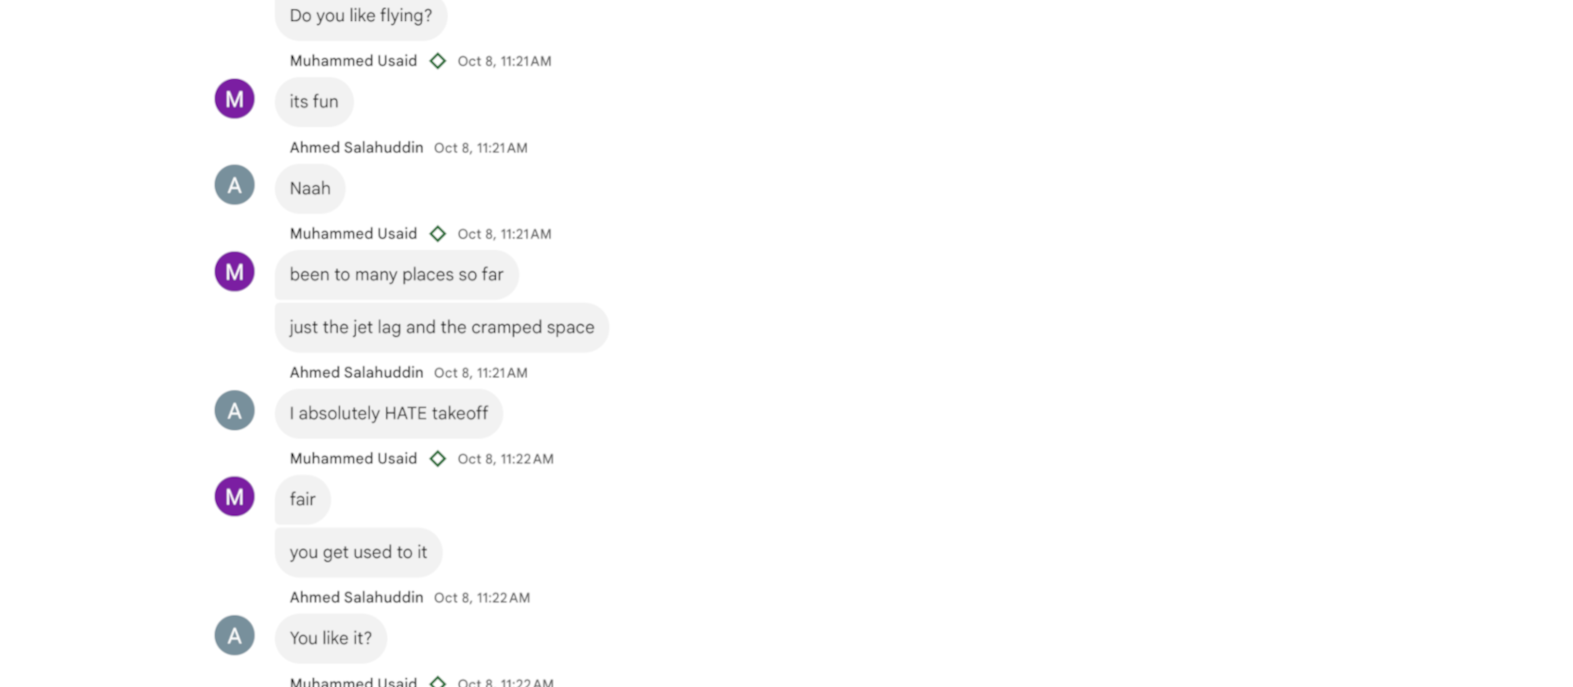 Do you like flying?
Muhammed Usaid Oct 8, 11:21 AM
M
its fun
Ahmed Salahuddin Oct 8, 11:21 AM
A
Naah
Muhammed Usaid Oct 8, 11:21 AM
M
been to many places so far
just the jet lag and the cramped space
Ahmed Salahuddin Oct 8, 11:21 AM
A
I absolutely HATE takeoff
Muhammed Usaid Oct 8, 11:22 AM
M
fair
you get used to it
Ahmed Salahuddin Oct 8, 11:22 AM
A
You like it?
Muhammed Usaid Oct 8, 11:22 AM